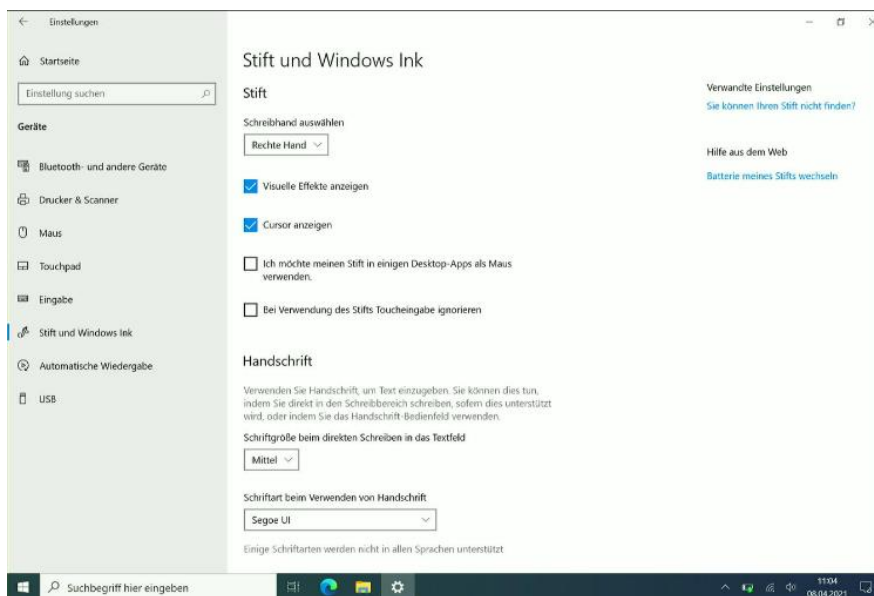 Einstellungen
Startseite
Einstellung suchen
Geräte
Bluetooth- und andere Geräte
Drucker & Scanner
Maus
Touchpad
Eingabe
Stift und Windows Ink
Automatische Wiedergabe
USB
Stift und Windows Ink
Stift
Schreibhand auswählen
Rechte Hand
Visuelle Effekte anzeigen
Cursor anzeigen
Ich möchte meinen Stift in einigen Desktop-Apps als Maus
verwenden.
Bei Verwendung des Stifts Toucheingabe ignorieren
Handschrift
Verwenden Sie Handschrift, um Text einzugeben. Sie können dies tun,
indem Sie direkt in den Schreibbereich schreiben, sofern dies unterstützt
wird, oder indem Sie das Handschrift-Bedienfeld verwenden.
Schriftgröße beim direkten Schreiben in das Textfeld
Mittel
Schriftart beim Verwenden von Handschrift
Segoe UI
Einige Schriftarten werden nicht in allen Sprachen unterstützt
Verwandte Einstellungen
Sie können Ihren Stift nicht finden?
Hilfe aus dem Web
Batterie meines Stifts wechseln
Suchbegriff hier eingeben
11:04
08.04.2021